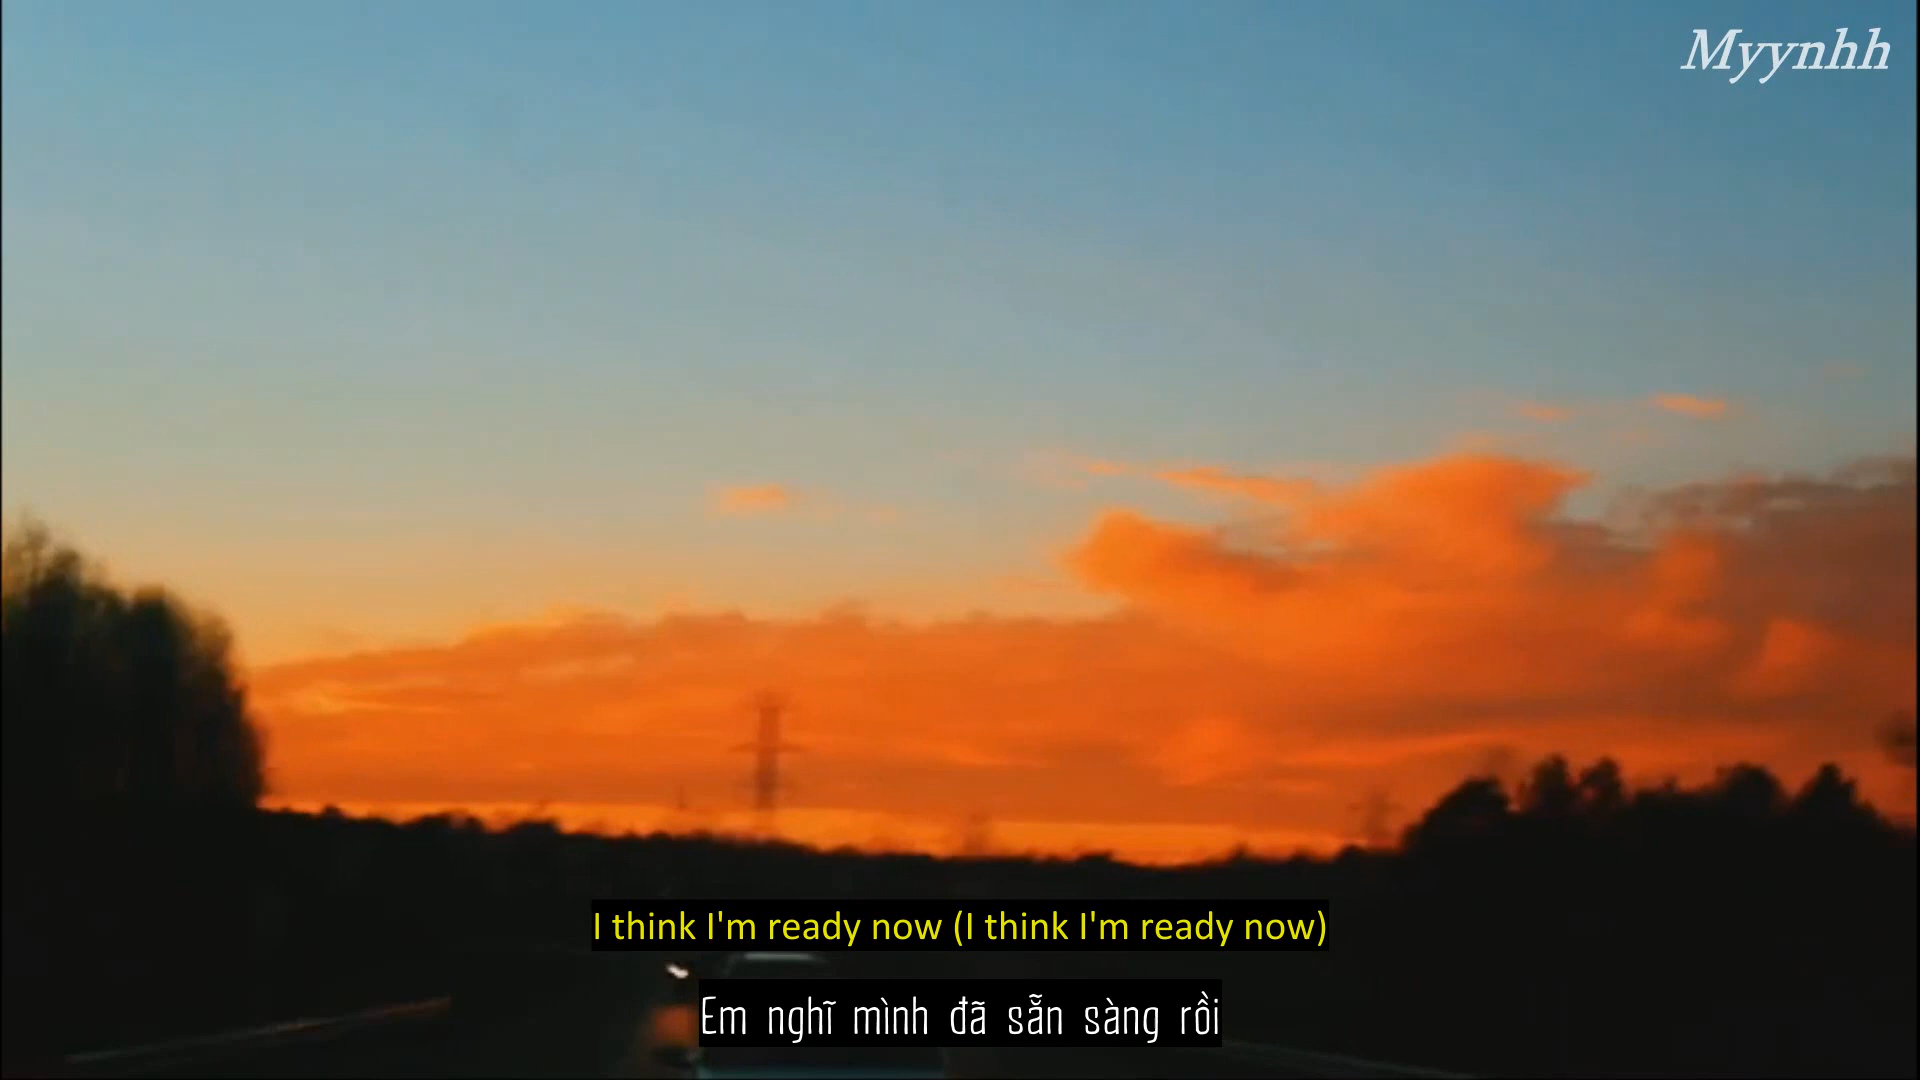 Myynhh
I think I'm ready now (I think I'm ready now)
Em nghĩ mình đã sẵn sàng rồi